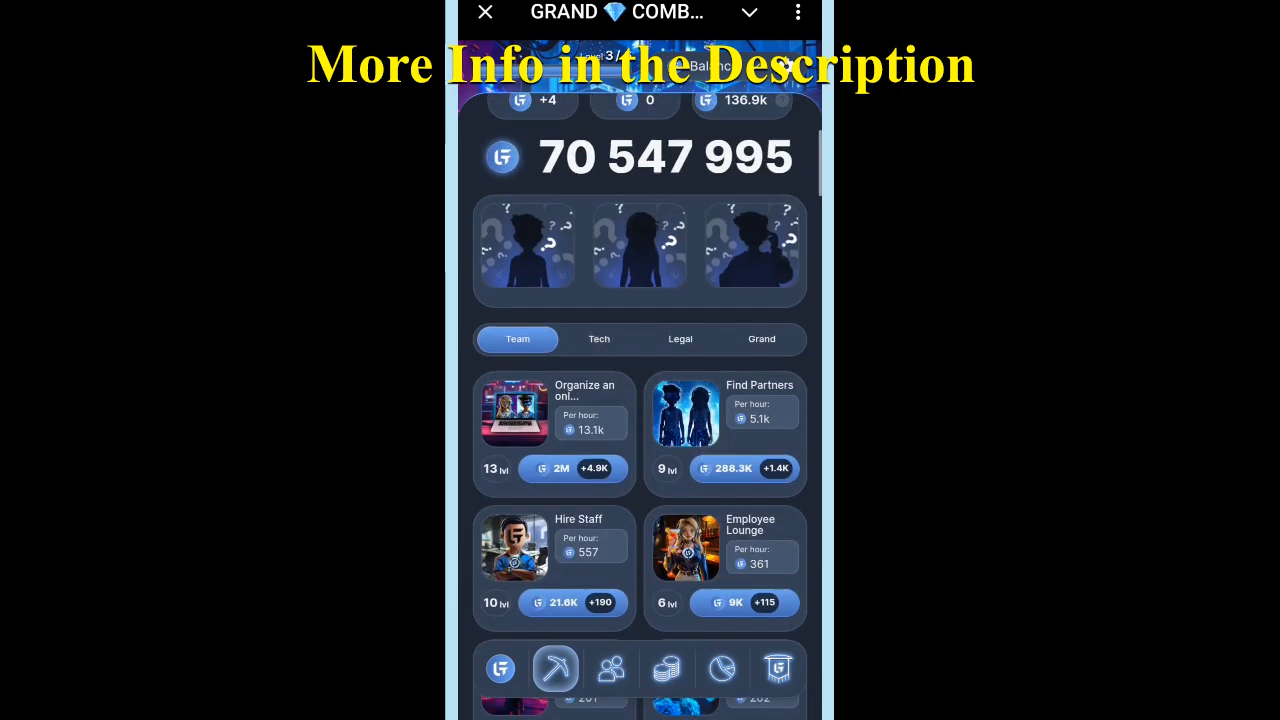 GRAND 💎 COMB...
More Info in the Description
3/
Balanc
+4
0
136.9k
70 547 995
Team
Tech
Legal
Grand
Organize an
onl...
Per hour:
13.1k
13 lvl
2M
+4.9K
Find Partners
Per hour:
5.1k
9 lvl
288.3K
+1.4K
Hire Staff
Per hour:
557
10 lvl
21.6K
+190
Employee
Lounge
Per hour:
361
6 lvl
9K
+115